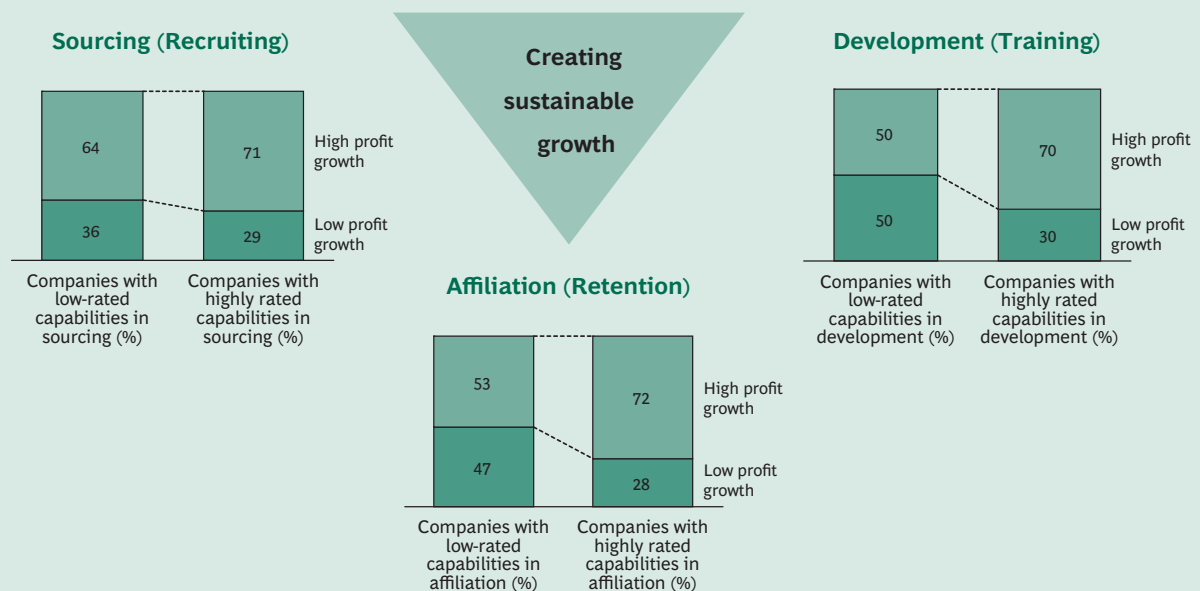 Sourcing (Recruiting)
64
71
High profit
growth
36
29
Low profit
growth
Companies with
low-rated
capabilities in
sourcing (%)
Companies with
highly rated
capabilities in
sourcing (%)
Creating
sustainable
growth
Development (Training)
50
70
High profit
growth
50
30
Low profit
growth
Companies with
low-rated
capabilities in
development (%)
Companies with
highly rated
capabilities in
development (%)
Affiliation (Retention)
53
72
High profit
growth
47
28
Low profit
growth
Companies with
low-rated
capabilities in
affiliation (%)
Companies with
highly rated
capabilities in
affiliation (%)